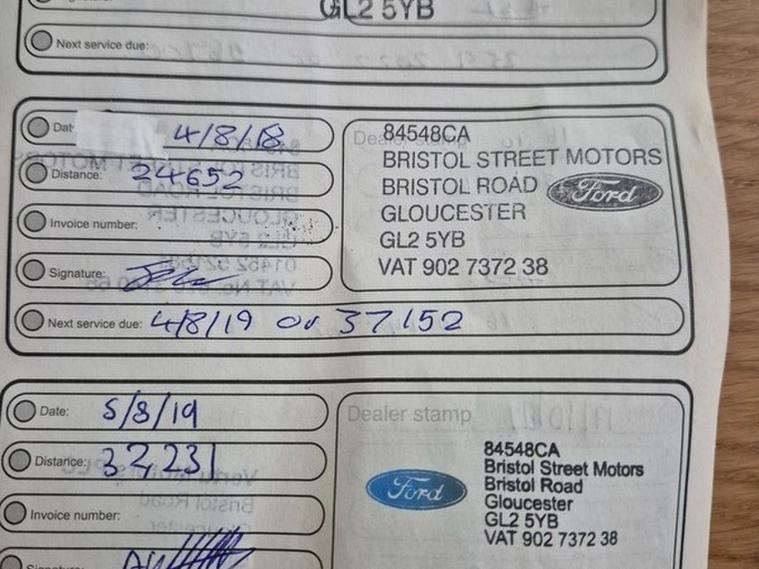 GL2 5YB
Next service due:
Dat 4/8/18
Distance: 24652
Invoice number:
Signature:
Next service due: 4/8/19 or 37152
Dealer stamp
84548CA
BRISTOL STREET MOTORS
BRISTOL ROAD
Ford
GLOUCESTER
GL2 5YB
VAT 902 7372 38
Date: 5/8/19
Distance: 32,231
Invoice number:
Dealer stamp
Ford
84548CA
Bristol Street Motors
Bristol Road
Gloucester
GL2 5YB
VAT 902 7372 38